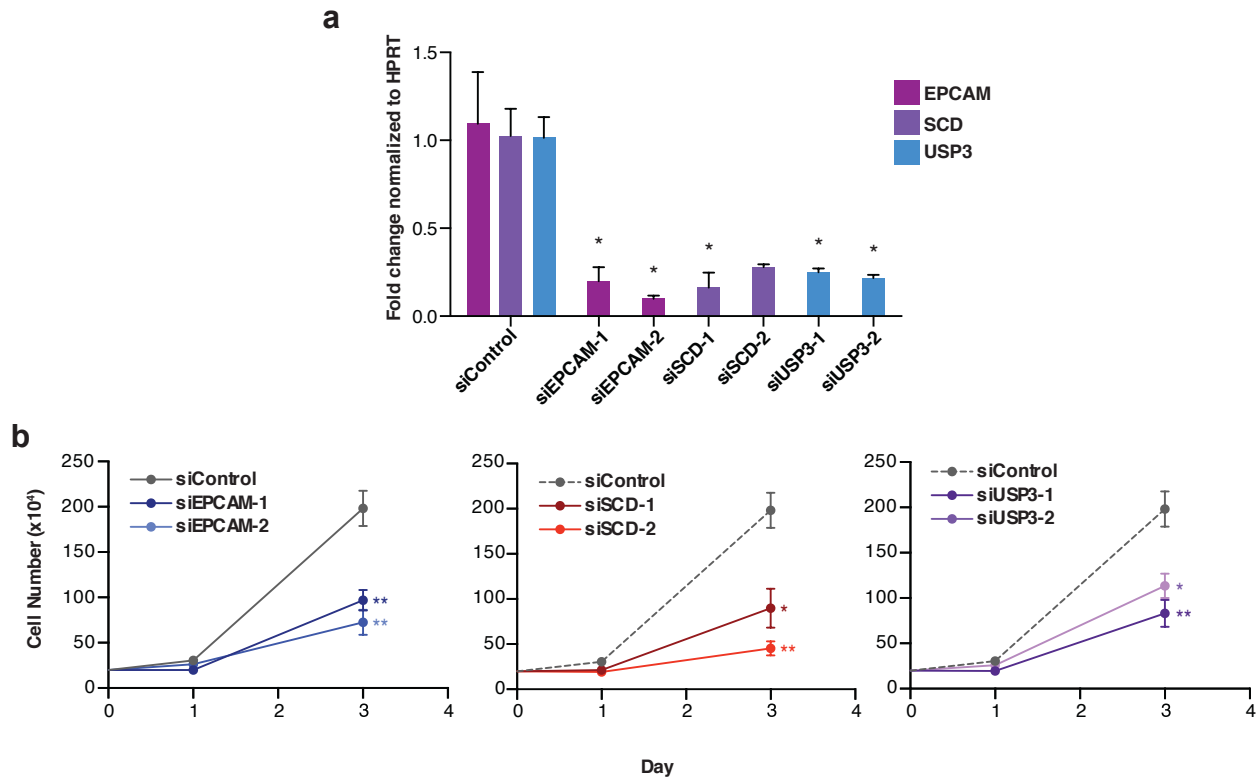 a
Fold change normalized to HPRT
1.5
1.0
0.5
0.0
EPCAM
SCD
USP3
*
*
*
*
*
siControl
siEPCAM-1
siEPCAM-2
siSCD-1
siSCD-2
siUSP3-1
siUSP3-2
b
Cell Number (x10⁴)
250
200
150
100
50
0
0 1 2 3 4
siControl
siEPCAM-1
siEPCAM-2
**
**
250
200
150
100
50
0
0 1 2 3 4
siControl
siSCD-1
siSCD-2
*
**
250
200
150
100
50
0
0 1 2 3 4
siControl
siUSP3-1
siUSP3-2
*
**
Day